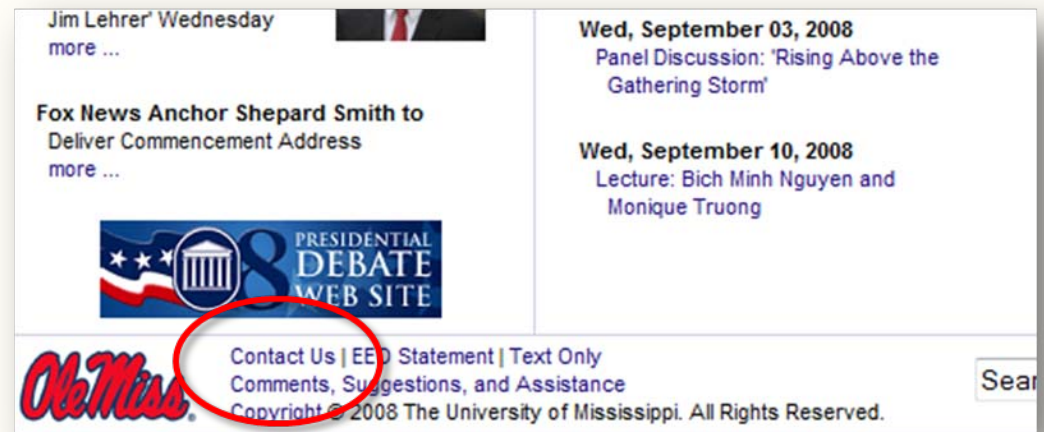 Jim Lehrer' Wednesday
more ...
Fox News Anchor Shepard Smith to
Deliver Commencement Address
more ...
8 PRESIDENTIAL
DEBATE
WEB SITE
Wed, September 03, 2008
Panel Discussion: 'Rising Above the
Gathering Storm'
Wed, September 10, 2008
Lecture: Bich Minh Nguyen and
Monique Truong
Ole Miss
Contact Us | EEO Statement | Text Only
Comments, Suggestions, and Assistance
Copyright © 2008 The University of Mississippi. All Rights Reserved.
Sear